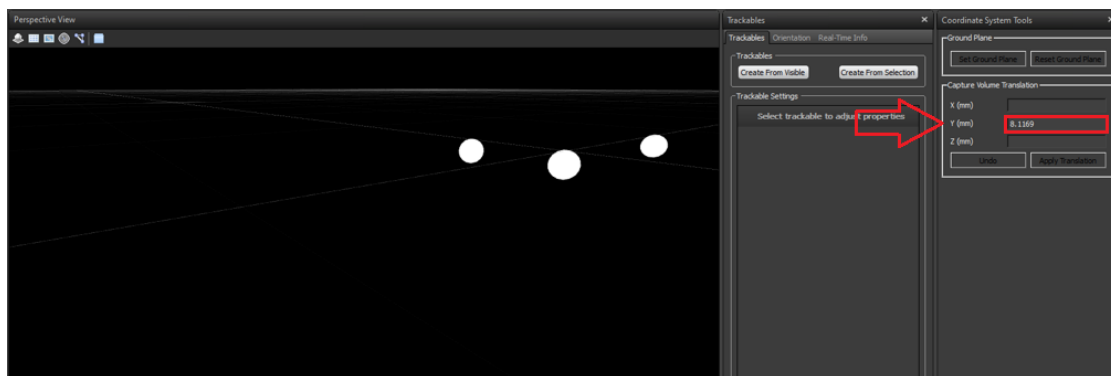 Perspective View
Trackables
Trackables Orientation Real-Time Info
Trackables
Create From Visible Create From Selection
Trackable Settings
Select trackable to adjust properties
Coordinate System Tools
Ground Plane
Set Ground Plane Reset Ground Plane
Capture Volume Translation
X (mm)
Y (mm) 8.1169
Z (mm)
Undo Apply Translation